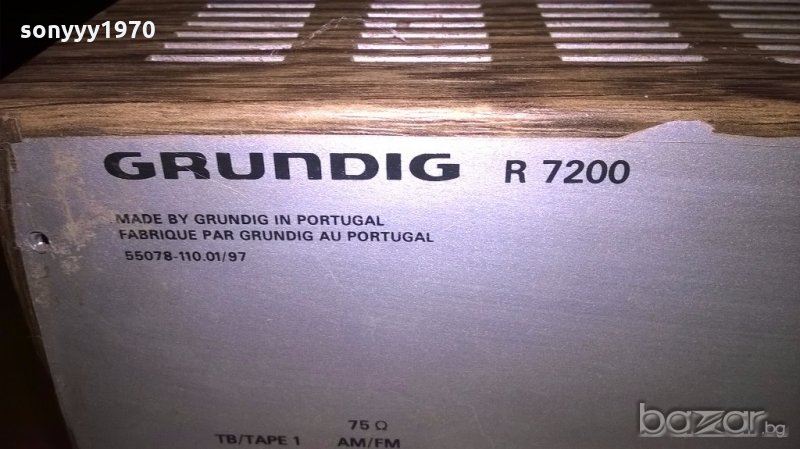 sonyyy1970
GRUNDIG R 7200
MADE BY GRUNDIG IN PORTUGAL
FABRIQUE PAR GRUNDIG AU PORTUGAL
55078-110.01/97
75 Ω
TB/TAPE 1 AM/FM
bazar.bg